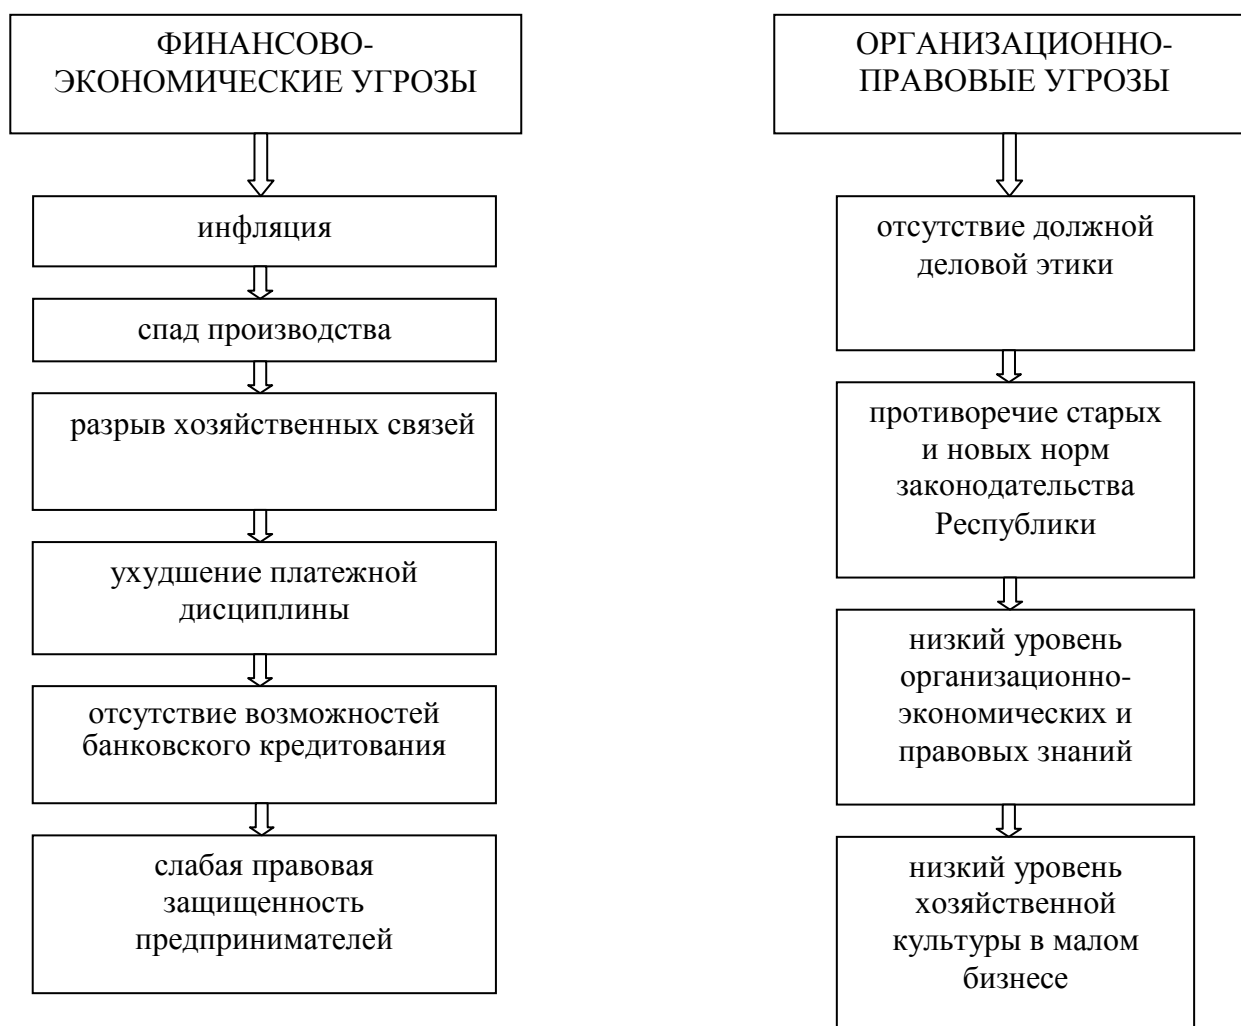 ФИНАНСОВО-
ЭКОНОМИЧЕСКИЕ УГРОЗЫ
инфляция
спад производства
разрыв хозяйственных связей
ухудшение платежной
дисциплины
отсутствие возможностей
банковского кредитования
слабая правовая
защищенность
предпринимателей
ОРГАНИЗАЦИОННО-
ПРАВОВЫЕ УГРОЗЫ
отсутствие должной
деловой этики
противоречие старых
и новых норм
законодательства
Республики
низкий уровень
организационно-
экономических и
правовых знаний
низкий уровень
хозяйственной
культуры в малом
бизнесе